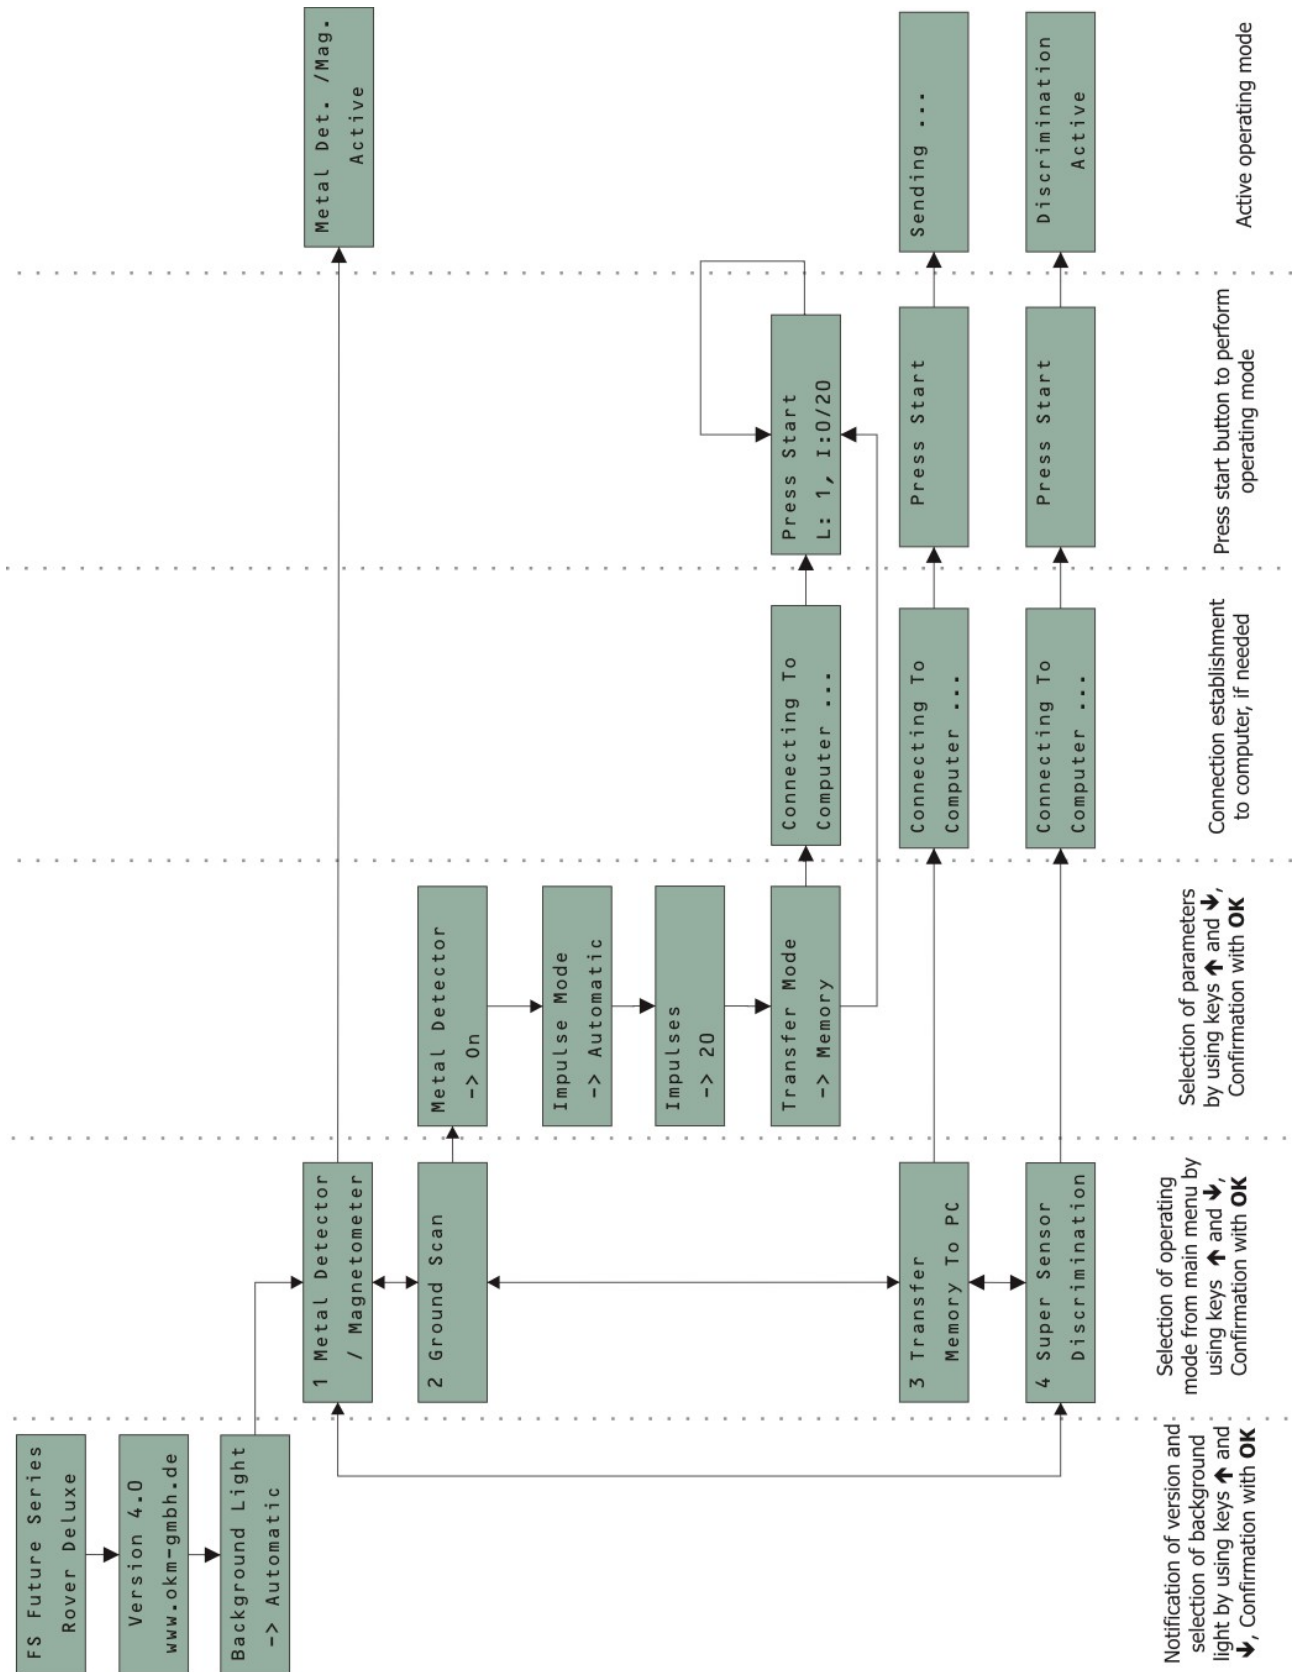 FS Future Series
Rover Deluxe
Version 4.0
www.okm-gmbh.de
Background Light
-> Automatic
Notification of version and
selection of background
light by using keys ↑ and
↓, Confirmation with OK
1 Metal Detector
/ Magnetometer
2 Ground Scan
3 Transfer
Memory To PC
4 Super Sensor
Discrimination
Selection of operating
mode from main menu by
using keys ↑ and ↓,
Confirmation with OK
Metal Detector
-> On
Impulse Mode
-> Automatic
Impulses
-> 20
Transfer Mode
-> Memory
Selection of parameters
by using keys ↑ and ↓,
Confirmation with OK
Connecting To
Computer ...
Connecting To
Computer ...
Connecting To
Computer ...
Connection establishment
to computer, if needed
Press Start
L: 1, I:0/20
Press Start
Press Start
Press start button to perform
operating mode
Metal Det. /Mag.
Active
Sending ...
Discrimination
Active
Active operating mode